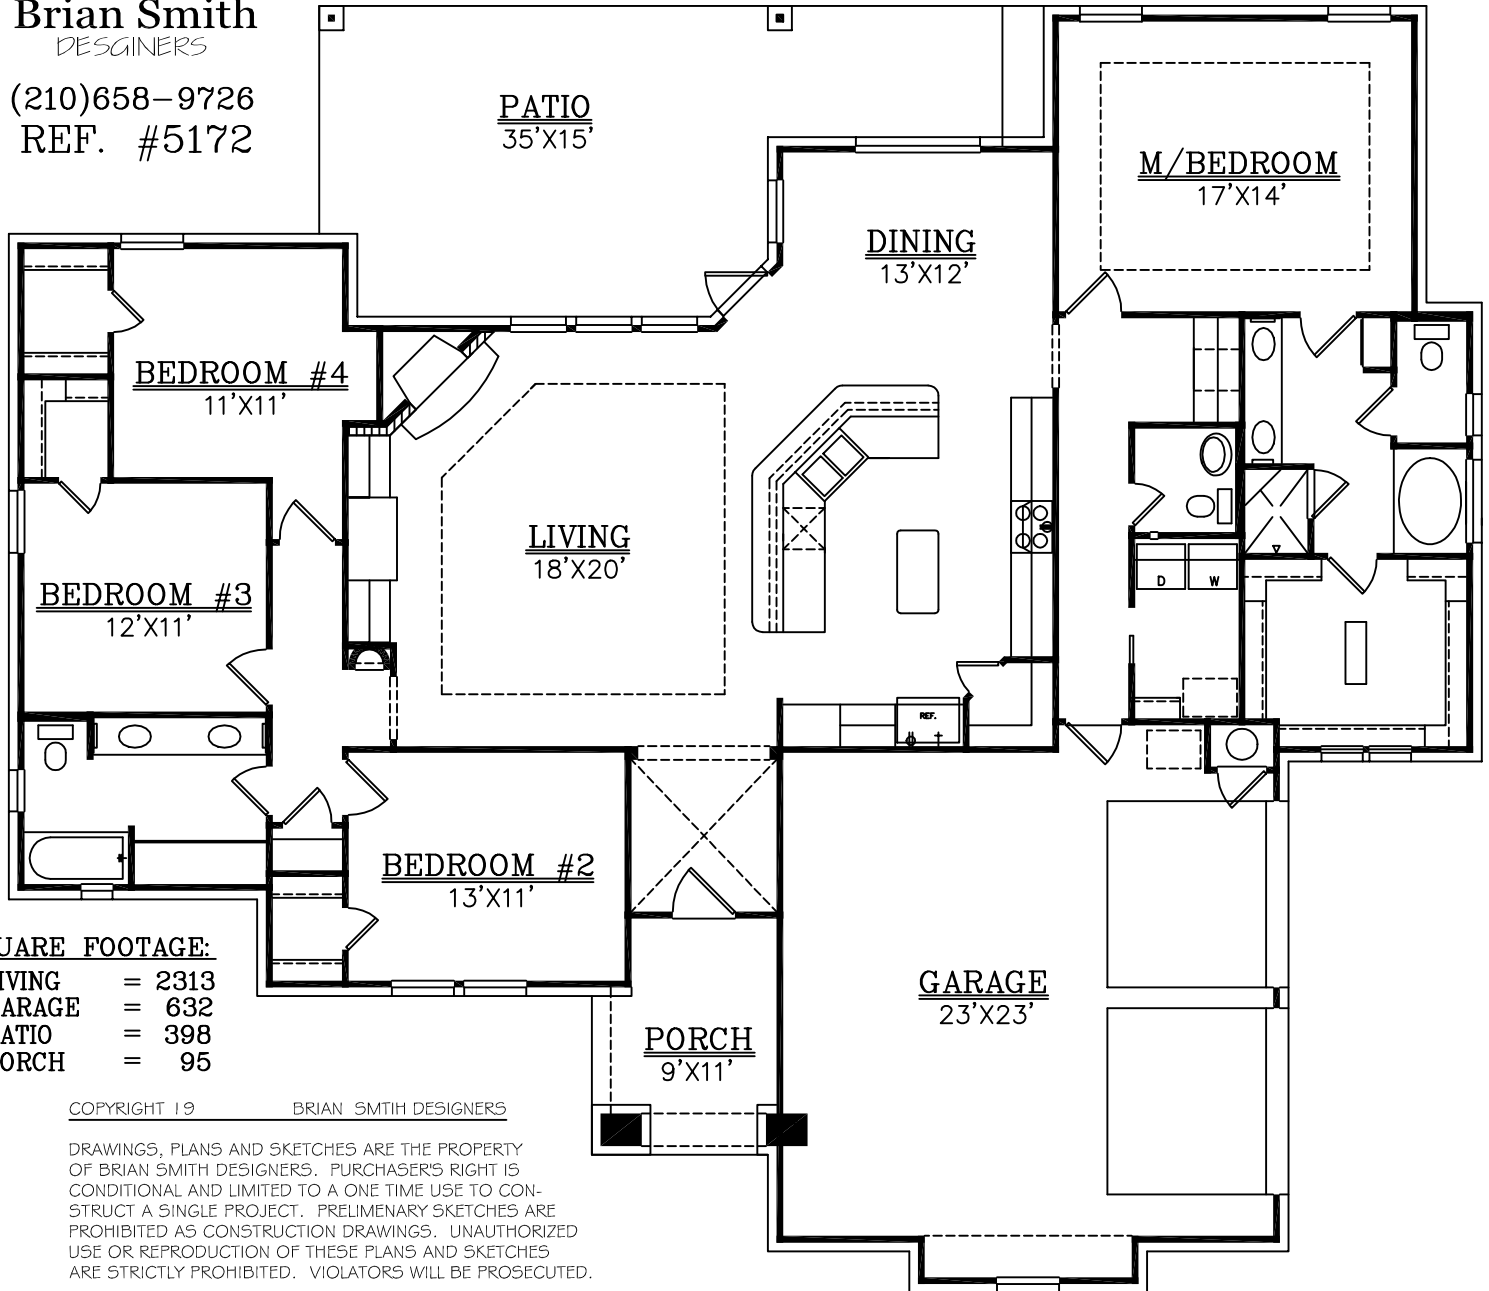 Brian Smith
DESGINERS
(210)658-9726
REF. #5172
PATIO
35'X15'
M/BEDROOM
17'X14'
DINING
13'X12'
BEDROOM #4
11'X11'
LIVING
18'X20'
BEDROOM #3
12'X11'
D
W
REF.
BEDROOM #2
13'X11'
GARAGE
23'X23'
PORCH
9'X11'
UARE FOOTAGE:
IVING = 2313
ARAGE = 632
ATIO = 398
ORCH = 95
COPYRIGHT 19 BRIAN SMTIH DESIGNERS
DRAWINGS, PLANS AND SKETCHES ARE THE PROPERTY
OF BRIAN SMITH DESIGNERS. PURCHASER'S RIGHT IS
CONDITIONAL AND LIMITED TO A ONE TIME USE TO CON-
STRUCT A SINGLE PROJECT. PRELIMENARY SKETCHES ARE
PROHIBITED AS CONSTRUCTION DRAWINGS. UNAUTHORIZED
USE OR REPRODUCTION OF THESE PLANS AND SKETCHES
ARE STRICTLY PROHIBITED. VIOLATORS WILL BE PROSECUTED.